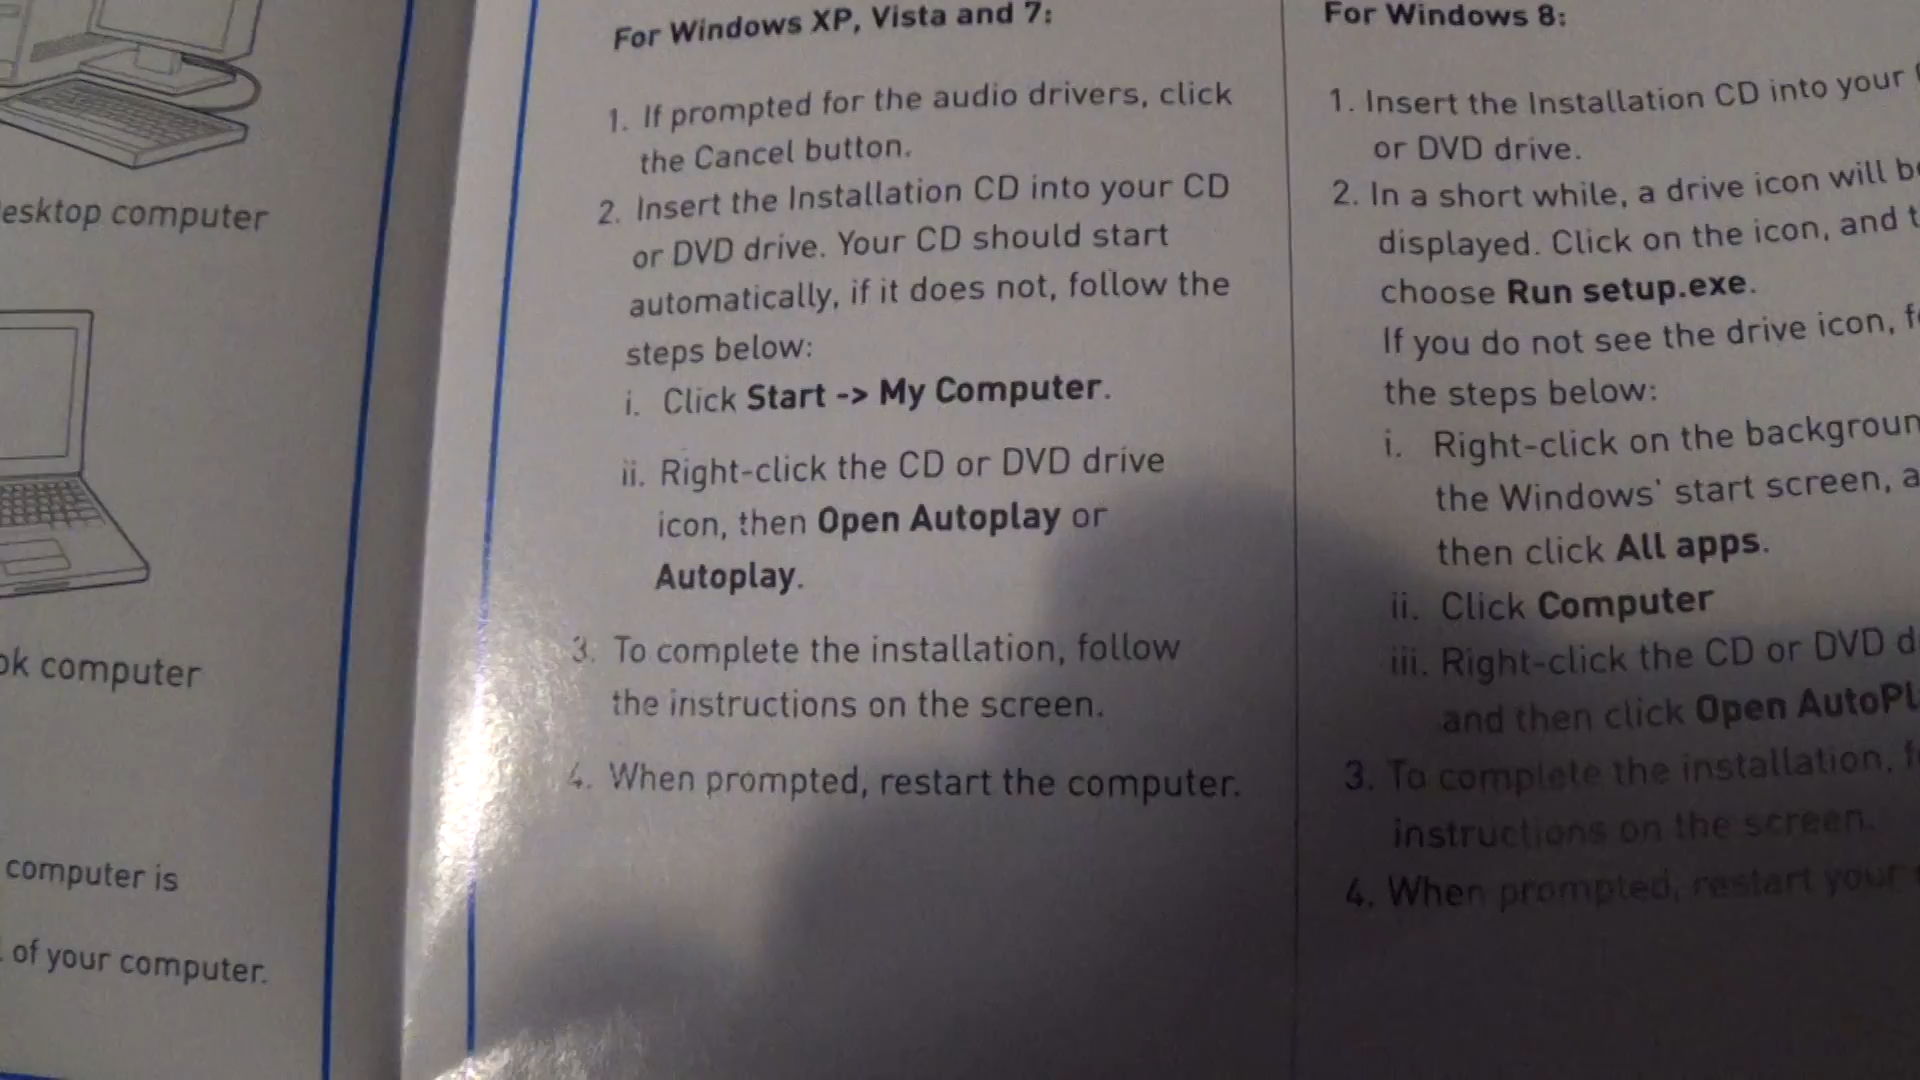 desktop computer
computer
computer is
of your computer.
For Windows XP, Vista and 7:
1. If prompted for the audio drivers, click
the Cancel button.
2. Insert the Installation CD into your CD
or DVD drive. Your CD should start
automatically, if it does not, follow the
steps below:
i. Click Start -> My Computer.
ii. Right-click the CD or DVD drive
icon, then Open Autoplay or
Autoplay.
3. To complete the installation, follow
the instructions on the screen.
4. When prompted, restart the computer.
For Windows 8:
1. Insert the Installation CD into your
or DVD drive.
2. In a short while, a drive icon will
displayed. Click on the icon, and
choose Run setup.exe.
If you do not see the drive icon,
the steps below:
i. Right-click on the
the Windows' start screen,
then click All apps.
ii. Click Computer
iii. Right-click the CD or DVD
and then click Open
3. To complete the installation,
instructions on the screen.
4. When prompted, restart your